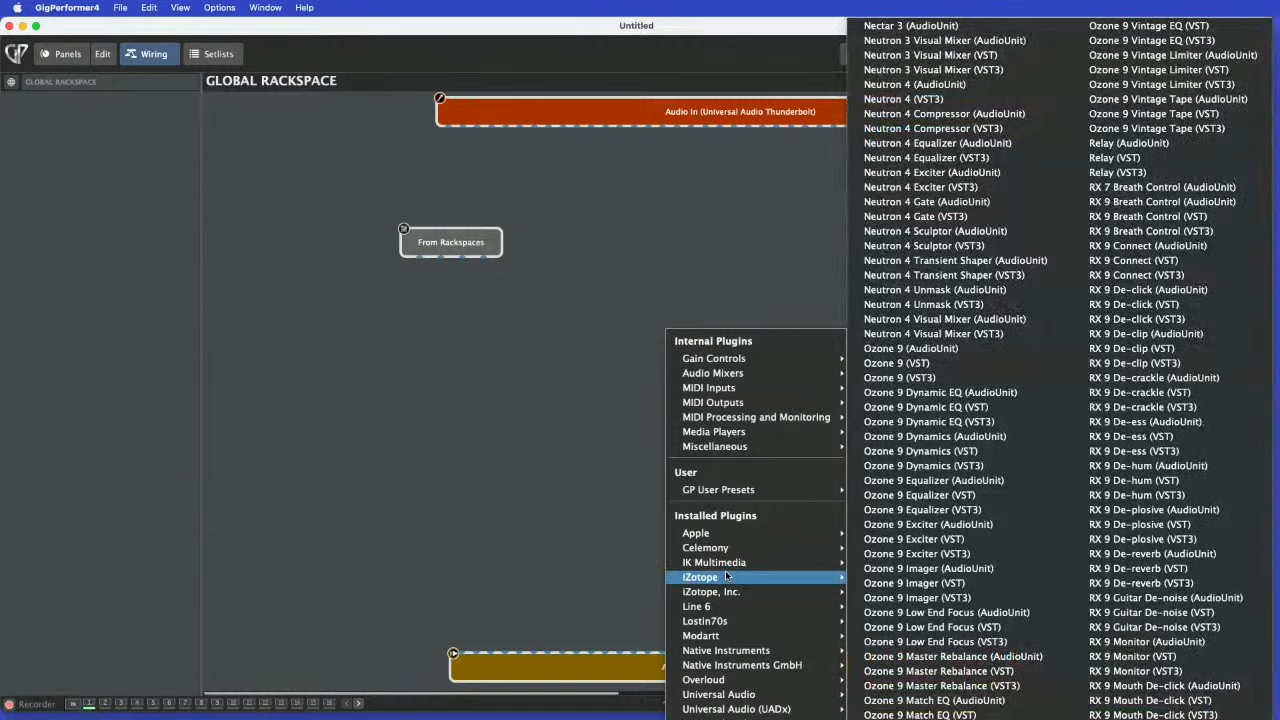 GigPerformer4 File Edit View Options Window Help
Untitled
Panels Edit Wiring Setlists
GLOBAL RACKSPACE
GLOBAL RACKSPACE
Audio In (Universal Audio Thunderbolt)
From Rackspaces
Internal Plugins
Gain Controls
Audio Mixers
MIDI Inputs
MIDI Outputs
MIDI Processing and Monitoring
Media Players
Miscellaneous
User
GP User Presets
Installed Plugins
Apple
Celemony
IK Multimedia
iZotope
iZotope, Inc.
Line 6
Lostin70s
Modartt
Native Instruments
Native Instruments GmbH
Overloud
Universal Audio
Universal Audio (UADx)
Nectar 3 (AudioUnit)
Neutron 3 Visual Mixer (AudioUnit)
Neutron 3 Visual Mixer (VST)
Neutron 3 Visual Mixer (VST3)
Neutron 4 (AudioUnit)
Neutron 4 (VST3)
Neutron 4 Compressor (AudioUnit)
Neutron 4 Compressor (VST3)
Neutron 4 Equalizer (AudioUnit)
Neutron 4 Equalizer (VST3)
Neutron 4 Exciter (AudioUnit)
Neutron 4 Exciter (VST3)
Neutron 4 Gate (AudioUnit)
Neutron 4 Gate (VST3)
Neutron 4 Sculptor (AudioUnit)
Neutron 4 Sculptor (VST3)
Neutron 4 Transient Shaper (AudioUnit)
Neutron 4 Transient Shaper (VST3)
Neutron 4 Unmask (AudioUnit)
Neutron 4 Unmask (VST3)
Neutron 4 Visual Mixer (AudioUnit)
Neutron 4 Visual Mixer (VST3)
Ozone 9 (AudioUnit)
Ozone 9 (VST)
Ozone 9 (VST3)
Ozone 9 Dynamic EQ (AudioUnit)
Ozone 9 Dynamic EQ (VST)
Ozone 9 Dynamic EQ (VST3)
Ozone 9 Dynamics (AudioUnit)
Ozone 9 Dynamics (VST)
Ozone 9 Dynamics (VST3)
Ozone 9 Equalizer (AudioUnit)
Ozone 9 Equalizer (VST)
Ozone 9 Equalizer (VST3)
Ozone 9 Exciter (AudioUnit)
Ozone 9 Exciter (VST)
Ozone 9 Exciter (VST3)
Ozone 9 Imager (AudioUnit)
Ozone 9 Imager (VST)
Ozone 9 Imager (VST3)
Ozone 9 Low End Focus (AudioUnit)
Ozone 9 Low End Focus (VST)
Ozone 9 Low End Focus (VST3)
Ozone 9 Master Rebalance (AudioUnit)
Ozone 9 Master Rebalance (VST)
Ozone 9 Master Rebalance (VST3)
Ozone 9 Match EQ (AudioUnit)
Ozone 9 Match EQ (VST)
Ozone 9 Vintage EQ (VST)
Ozone 9 Vintage EQ (VST3)
Ozone 9 Vintage Limiter (AudioUnit)
Ozone 9 Vintage Limiter (VST)
Ozone 9 Vintage Limiter (VST3)
Ozone 9 Vintage Tape (AudioUnit)
Ozone 9 Vintage Tape (VST)
Ozone 9 Vintage Tape (VST3)
Relay (AudioUnit)
Relay (VST)
Relay (VST3)
RX 7 Breath Control (AudioUnit)
RX 9 Breath Control (AudioUnit)
RX 9 Breath Control (VST)
RX 9 Breath Control (VST3)
RX 9 Connect (AudioUnit)
RX 9 Connect (VST)
RX 9 Connect (VST3)
RX 9 De-click (AudioUnit)
RX 9 De-click (VST)
RX 9 De-click (VST3)
RX 9 De-clip (AudioUnit)
RX 9 De-clip (VST)
RX 9 De-clip (VST3)
RX 9 De-crackle (AudioUnit)
RX 9 De-crackle (VST)
RX 9 De-crackle (VST3)
RX 9 De-ess (AudioUnit)
RX 9 De-ess (VST)
RX 9 De-ess (VST3)
RX 9 De-hum (AudioUnit)
RX 9 De-hum (VST)
RX 9 De-hum (VST3)
RX 9 De-plosive (AudioUnit)
RX 9 De-plosive (VST)
RX 9 De-plosive (VST3)
RX 9 De-reverb (AudioUnit)
RX 9 De-reverb (VST)
RX 9 De-reverb (VST3)
RX 9 Guitar De-noise (AudioUnit)
RX 9 Guitar De-noise (VST)
RX 9 Guitar De-noise (VST3)
RX 9 Monitor (AudioUnit)
RX 9 Monitor (VST)
RX 9 Monitor (VST3)
RX 9 Mouth De-click (AudioUnit)
RX 9 Mouth De-click (VST)
RX 9 Mouth De-click (VST3)
Recorder IN 1 2 3 4 5 6 7 8 9 10 11 12 13 14 15 16